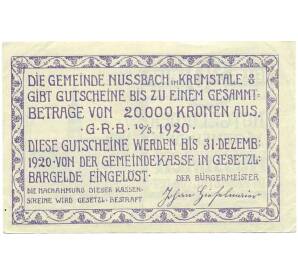 DIE GEMEINDE NUSSBACH IM KREMSTALE
GIBT GUTSCHEINE BIS ZU EINEM GESAMMT-
BETRAGE VON 20.000 KRONEN AUS.
G·R·B· 19/5. 1920·
DIESE GUTSCHEINE WERDEN BIS 31·DEZEMB:
1920·VON DER GEMEINDEKASSE IN GESETZL:
BARGELDE EINGELÖST·
DER BÜRGERMEISTER
DIE NACHAHMUNG DIESER KASSEN-
SCHEINE WIRD GESETZL· BESTRAFT
Johann